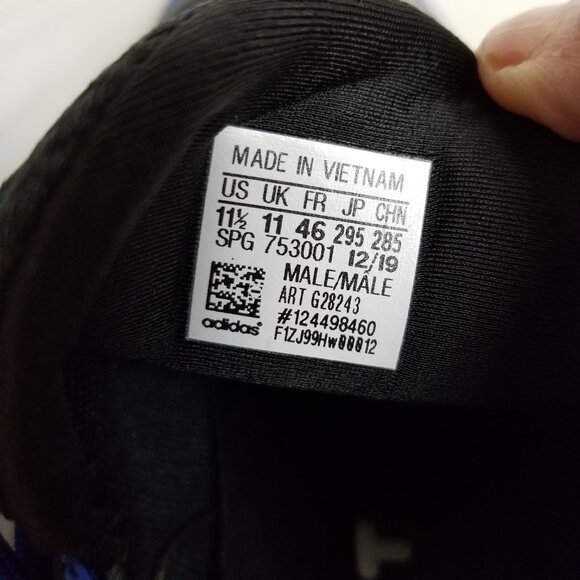 MADE IN VIETNAM
US UK FR JP CHN
11½ 11 46 295 285
SPG 753001 12/19
MALE/MALE
ART G28243
#124498460
F1ZJ99Hw00012
adidas